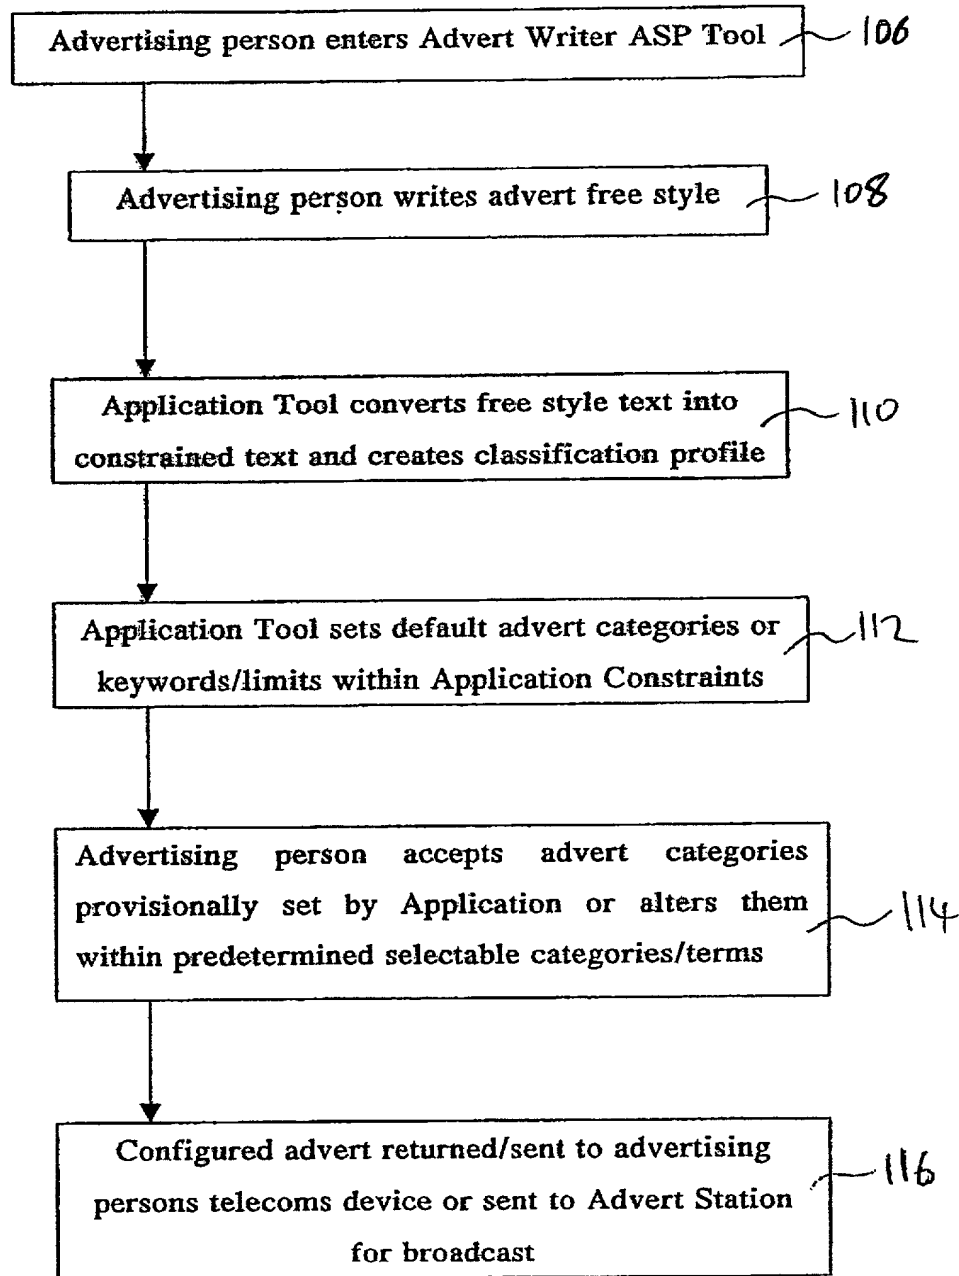 Advertising person enters Advert Writer ASP Tool 106
Advertising person writes advert free style 108
Application Tool converts free style text into
constrained text and creates classification profile 110
Application Tool sets default advert categories or
keywords/limits within Application Constraints 112
Advertising person accepts advert categories
provisionally set by Application or alters them
within predetermined selectable categories/terms 114
Configured advert returned/sent to advertising
persons telecoms device or sent to Advert Station
for broadcast 116